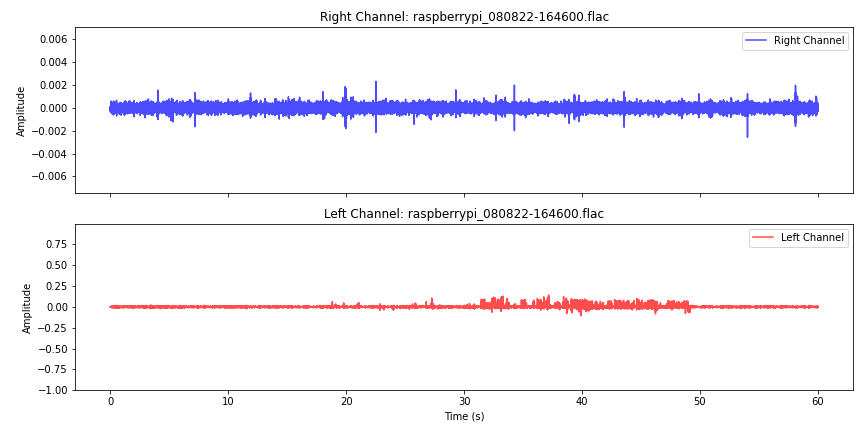 Right Channel: raspberrypi_080822-164600.flac
Right Channel
0.006
0.004
0.002
0.000
−0.002
−0.004
−0.006
Amplitude
Left Channel: raspberrypi_080822-164600.flac
Left Channel
0.75
0.50
0.25
0.00
−0.25
−0.50
−0.75
−1.00
Amplitude
0 10 20 30 40 50 60
Time (s)